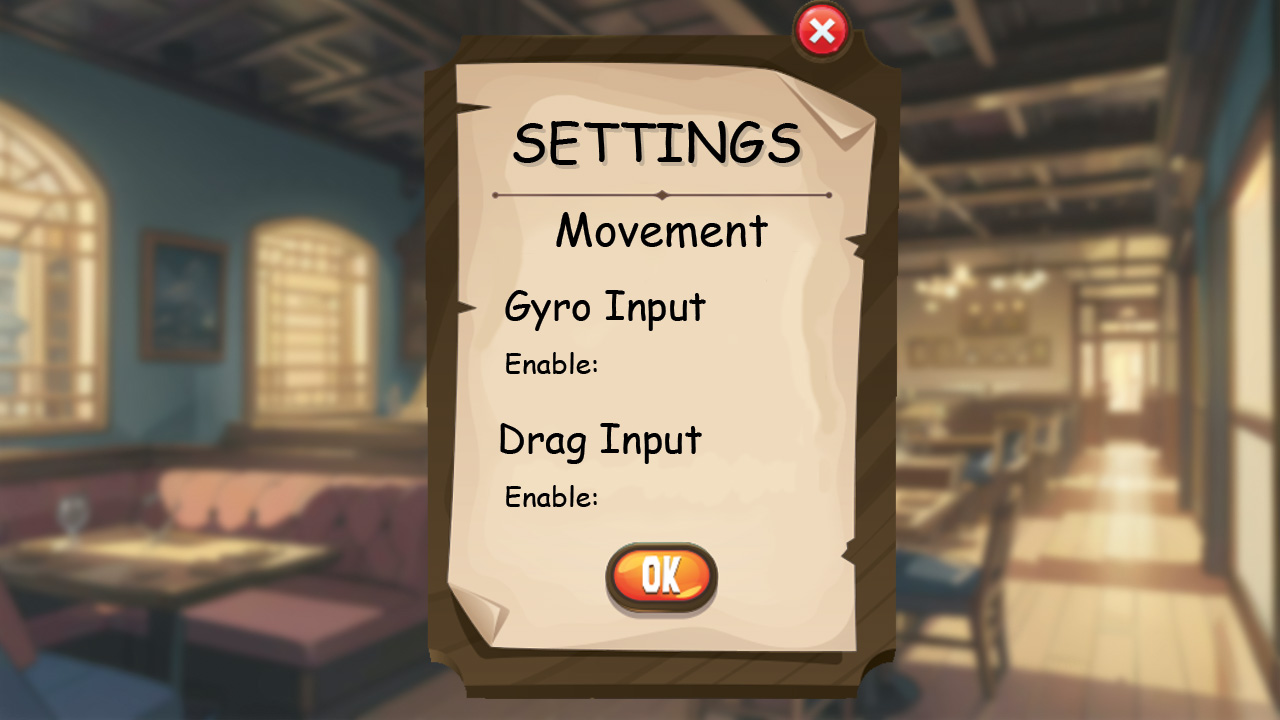 SETTINGS
Movement
Gyro Input
Enable:
Drag Input
Enable:
OK